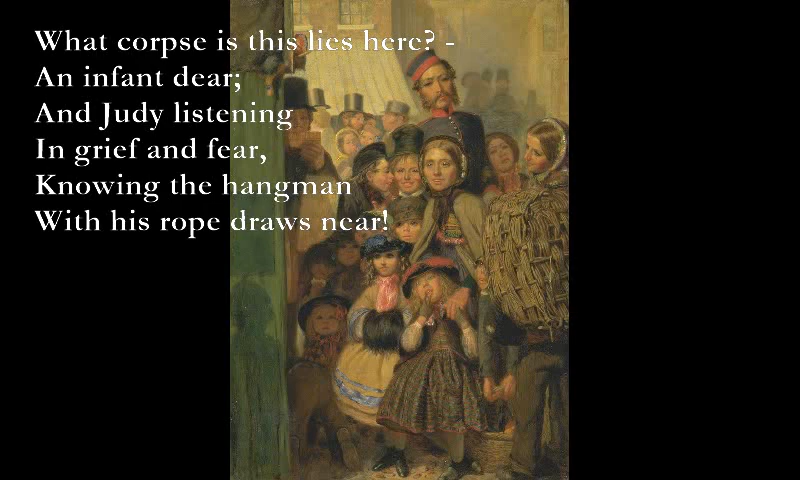 What corpse is this lies here? -
An infant dear;
And Judy listening
In grief and fear,
Knowing the hangman
With his rope draws near!